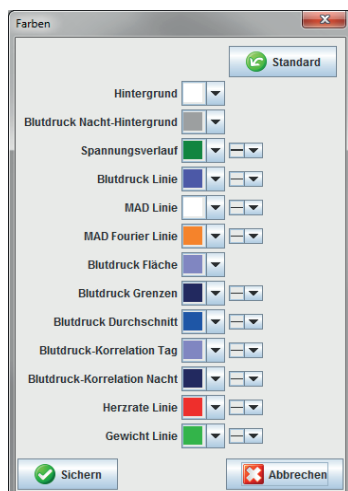 Farben
Standard
Hintergrund
Blutdruck Nacht-Hintergrund
Spannungsverlauf
Blutdruck Linie
MAD Linie
MAD Fourier Linie
Blutdruck Fläche
Blutdruck Grenzen
Blutdruck Durchschnitt
Blutdruck-Korrelation Tag
Blutdruck-Korrelation Nacht
Herzrate Linie
Gewicht Linie
Sichern
Abbrechen